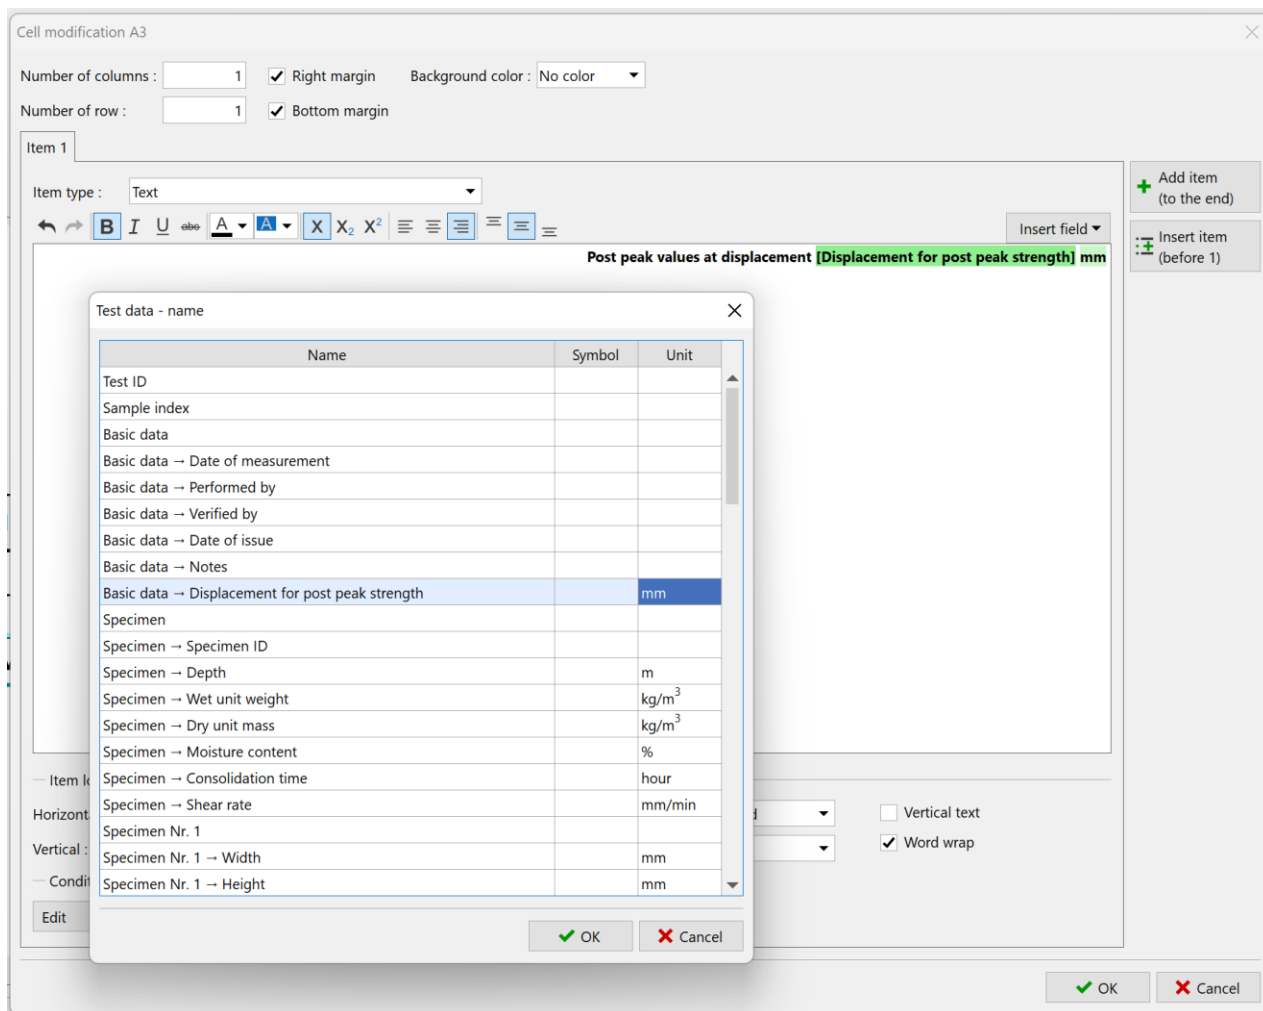 Cell modification A3
Number of columns : 1 Right margin Background color : No color
Number of row : 1 Bottom margin
Item 1
Item type : Text
Add item
(to the end)
B I U abc A A X X₂ X² Insert field
Insert item
(before 1)
Post peak values at displacement [Displacement for post peak strength] mm
Test data - name
Name Symbol Unit
Test ID
Sample index
Basic data
Basic data → Date of measurement
Basic data → Performed by
Basic data → Verified by
Basic data → Date of issue
Basic data → Notes
Basic data → Displacement for post peak strength mm
Specimen
Specimen → Specimen ID
Specimen → Depth m
Specimen → Wet unit weight kg/m³
Specimen → Dry unit mass kg/m³
Specimen → Moisture content %
Specimen → Consolidation time hour
Specimen → Shear rate mm/min
Specimen Nr. 1
Specimen Nr. 1 → Width mm
Specimen Nr. 1 → Height mm
OK Cancel
Item
Horizont
Vertical :
Condit
Edit
Vertical text
Word wrap
OK Cancel